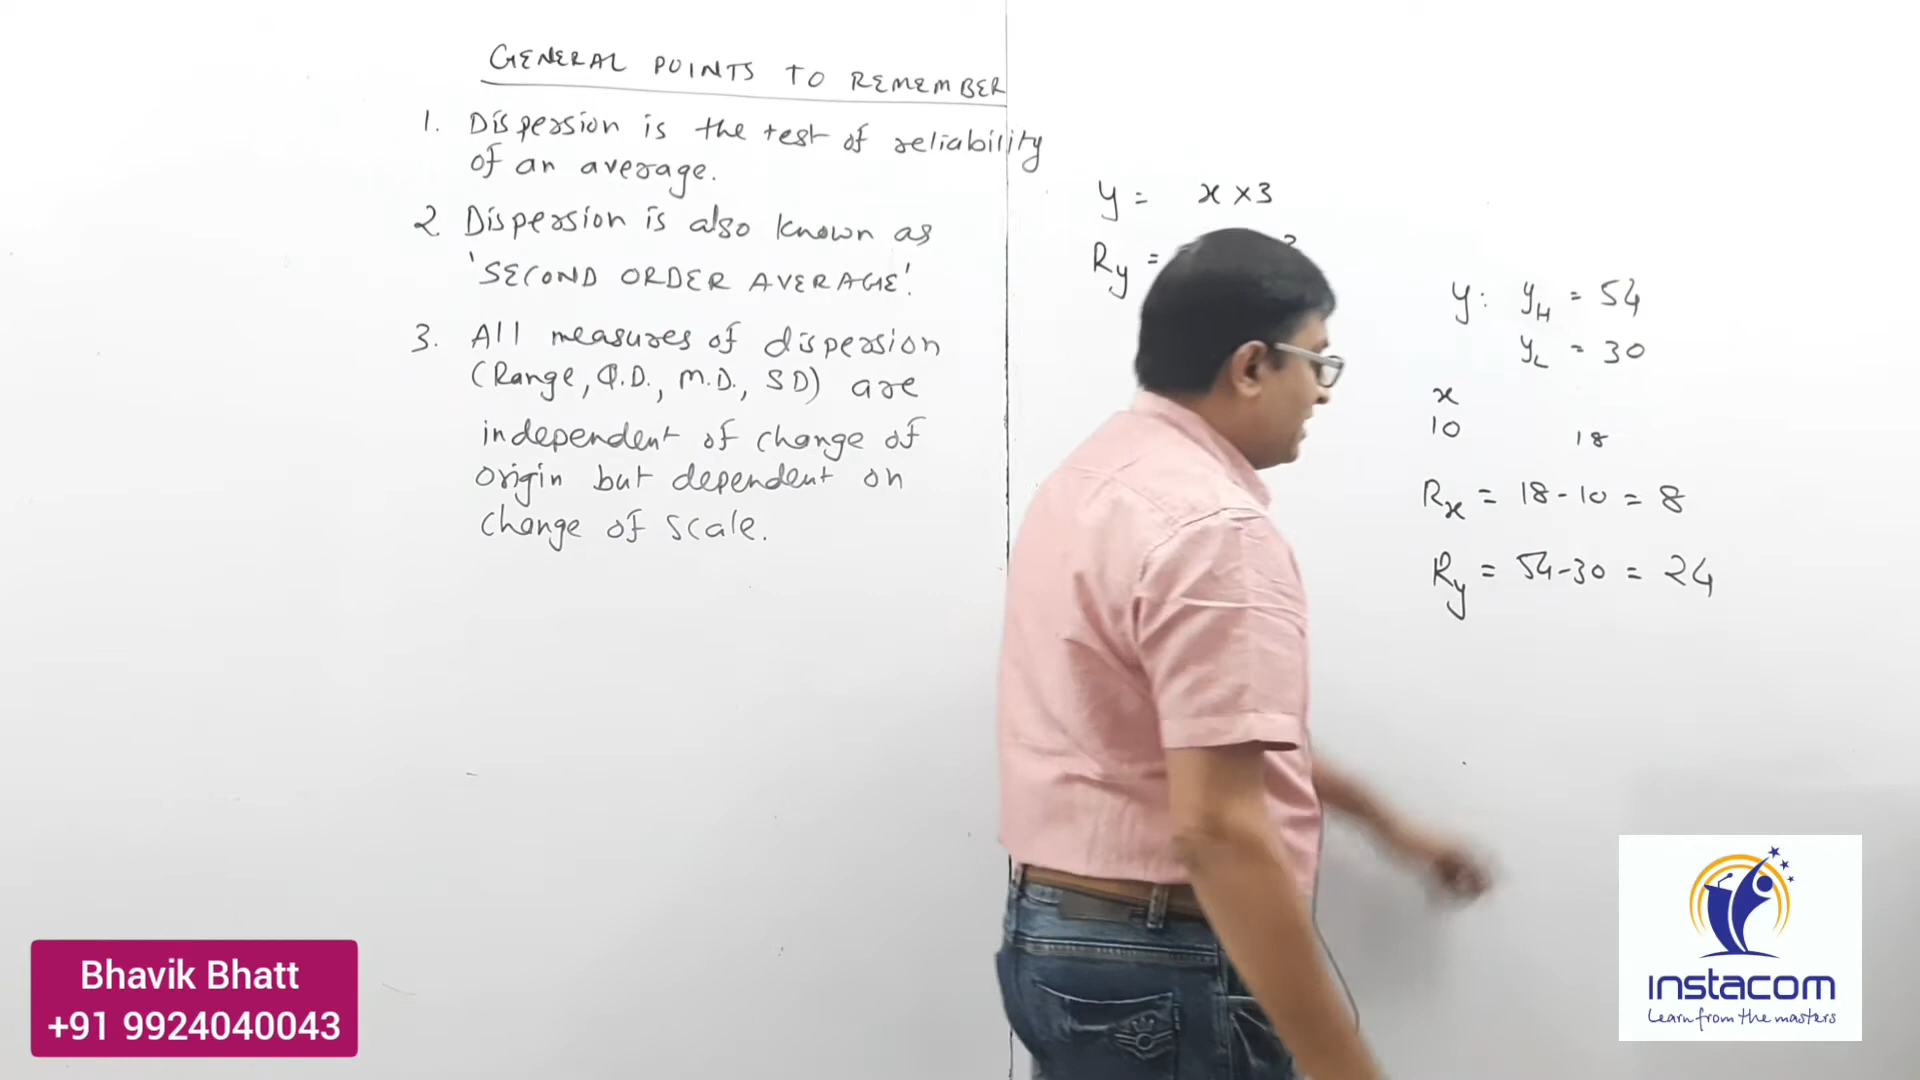 GENERAL POINTS TO REMEMBER
1. Dispersion is the test of reliability
of an average.
2 Dispersion is also known as
'SECOND ORDER AVERAGE'.
3. All measures of dispersion
(Range, Q.D., M.D., SD) are
independent of change of
origin but dependent on
change of scale.
y = x × 3
Ry =
y: yH = 54
yL = 30
x
10 18
Rx = 18 - 10 = 8
Ry = 54 - 30 = 24
Bhavik Bhatt
+91 9924040043
Instacom
Learn from the masters